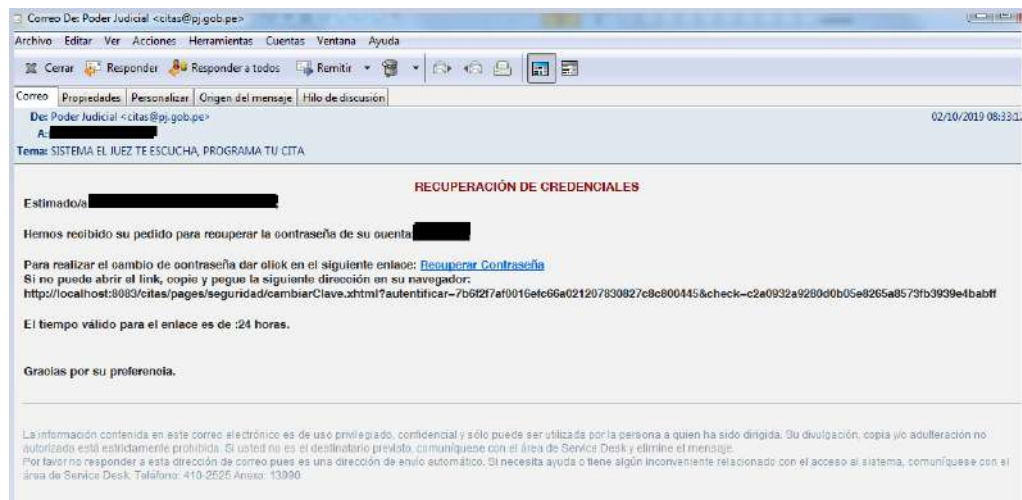 Correo De: Poder Judicial <citas@pj.gob.pe>
Archivo Editar Ver Acciones Herramientas Cuentas Ventana Ayuda
Cerrar Responder Responder a todos Remitir
Correo Propiedades Personalizar Origen del mensaje Hilo de discusión
De: Poder Judicial <citas@pj.gob.pe> 02/10/2019 08:33:12
A:
Tema: SISTEMA EL JUEZ TE ESCUCHA, PROGRAMA TU CITA
RECUPERACIÓN DE CREDENCIALES
Estimado/a
Hemos recibido su pedido para recuperar la contraseña de su cuenta
Para realizar el cambio de contraseña dar click en el siguiente enlace: Recuperar Contraseña
Si no puede abrir el link, copie y pegue la siguiente dirección en su navegador:
http://localhost:8083/citas/pages/seguridad/cambiarClave.xhtml?autentificar=7b6f2f7af0016efc66a021207830827c8c800445&check=c2a0932a9280d0b05e8265a8573fb3939e4babff
El tiempo válido para el enlace es de :24 horas.
Gracias por su preferencia.
La información contenida en este correo electrónico es de uso privilegiado, confidencial y sólo puede ser utilizada por la persona a quien ha sido dirigida. Su divulgación, copia y/o adulteración no
autorizada está estrictamente prohibida. Si usted no es el destinatario previsto, comuníquese con el área de Service Desk y elimine el mensaje.
Por favor no responder a esta dirección de correo pues es una dirección de envío automático. Si necesita ayuda o tiene algún inconveniente relacionado con el acceso al sistema, comuníquese con el
área de Service Desk. Teléfono: 410-2525 Anexo: 13990